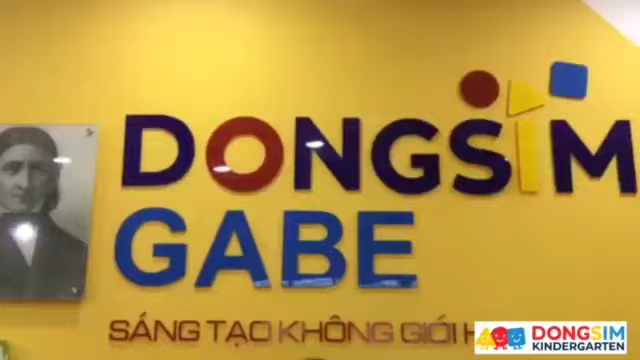 DONGSIM
GABE
SÁNG TẠO KHÔNG GIỚI
DONGSIM
KINDERGARTEN